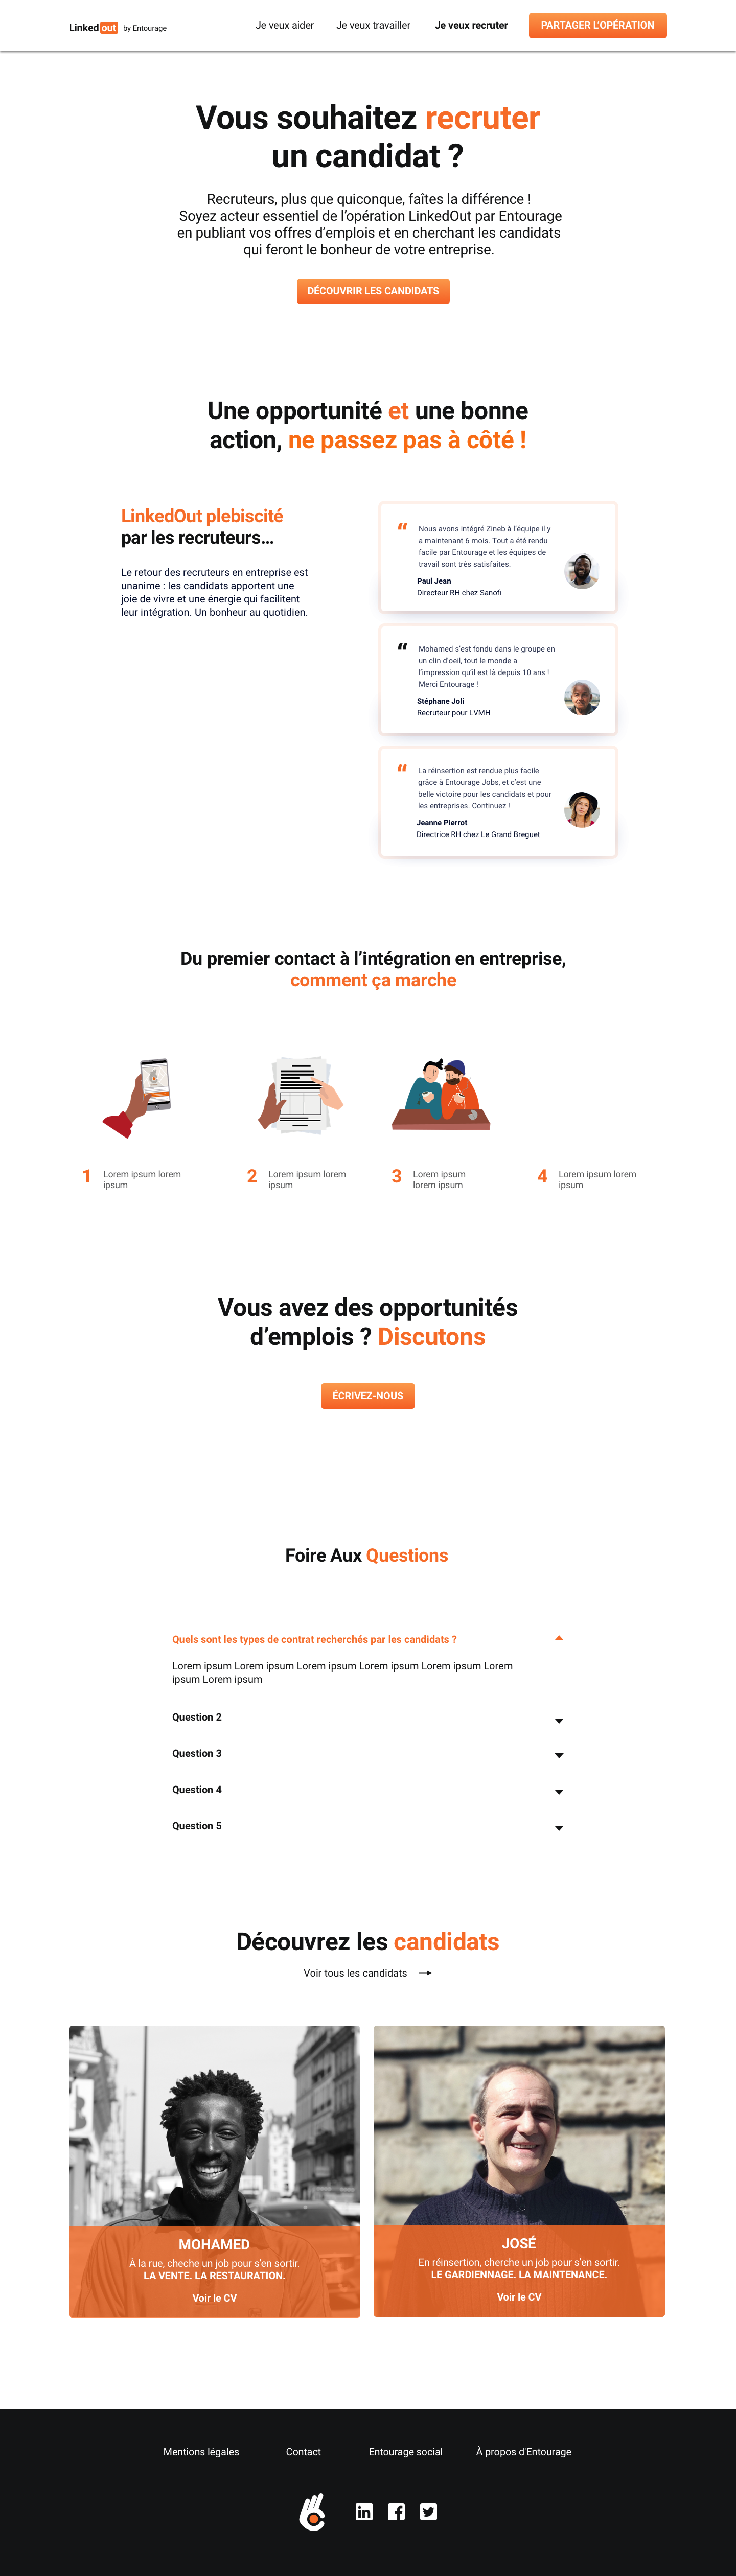 Linked out by Entourage
Je veux aider
Je veux travailler
Je veux recruter
PARTAGER L'OPÉRATION
Vous souhaitez recruter
un candidat ?
Recruteurs, plus que quiconque, faîtes la différence !
Soyez acteur essentiel de l'opération LinkedOut par Entourage
en publiant vos offres d'emplois et en cherchant les candidats
qui feront le bonheur de votre entreprise.
DÉCOUVRIR LES CANDIDATS
Une opportunité et une bonne
action, ne passez pas à côté !
LinkedOut plebiscité
par les recruteurs...
Le retour des recruteurs en entreprise est
unanime : les candidats apportent une
joie de vivre et une énergie qui facilitent
leur intégration. Un bonheur au quotidien.
“
Nous avons intégré Zineb à l'équipe il y
a maintenant 6 mois. Tout a été rendu
facile par Entourage et les équipes de
travail sont très satisfaites.
Paul Jean
Directeur RH chez Sanofi
“
Mohamed s'est fondu dans le groupe en
un clin d'oeil, tout le monde a
l'impression qu'il est là depuis 10 ans !
Merci Entourage !
Stéphane Joli
Recruteur pour LVMH
“
La réinsertion est rendue plus facile
grâce à Entourage Jobs, et c'est une
belle victoire pour les candidats et pour
les entreprises. Continuez !
Jeanne Pierrot
Directrice RH chez Le Grand Breguet
Du premier contact à l'intégration en entreprise,
comment ça marche
1 Lorem ipsum lorem
ipsum
2 Lorem ipsum lorem
ipsum
3 Lorem ipsum
lorem ipsum
4 Lorem ipsum lorem
ipsum
Vous avez des opportunités
d'emplois ? Discutons
ÉCRIVEZ-NOUS
Foire Aux Questions
Quels sont les types de contrat recherchés par les candidats ?
Lorem ipsum Lorem ipsum Lorem ipsum Lorem ipsum Lorem ipsum Lorem
ipsum Lorem ipsum
Question 2
Question 3
Question 4
Question 5
Découvrez les candidats
Voir tous les candidats
MOHAMED
À la rue, cheche un job pour s'en sortir.
LA VENTE. LA RESTAURATION.
Voir le CV
JOSÉ
En réinsertion, cherche un job pour s'en sortir.
LE GARDIENNAGE. LA MAINTENANCE.
Voir le CV
Mentions légales
Contact
Entourage social
À propos d'Entourage